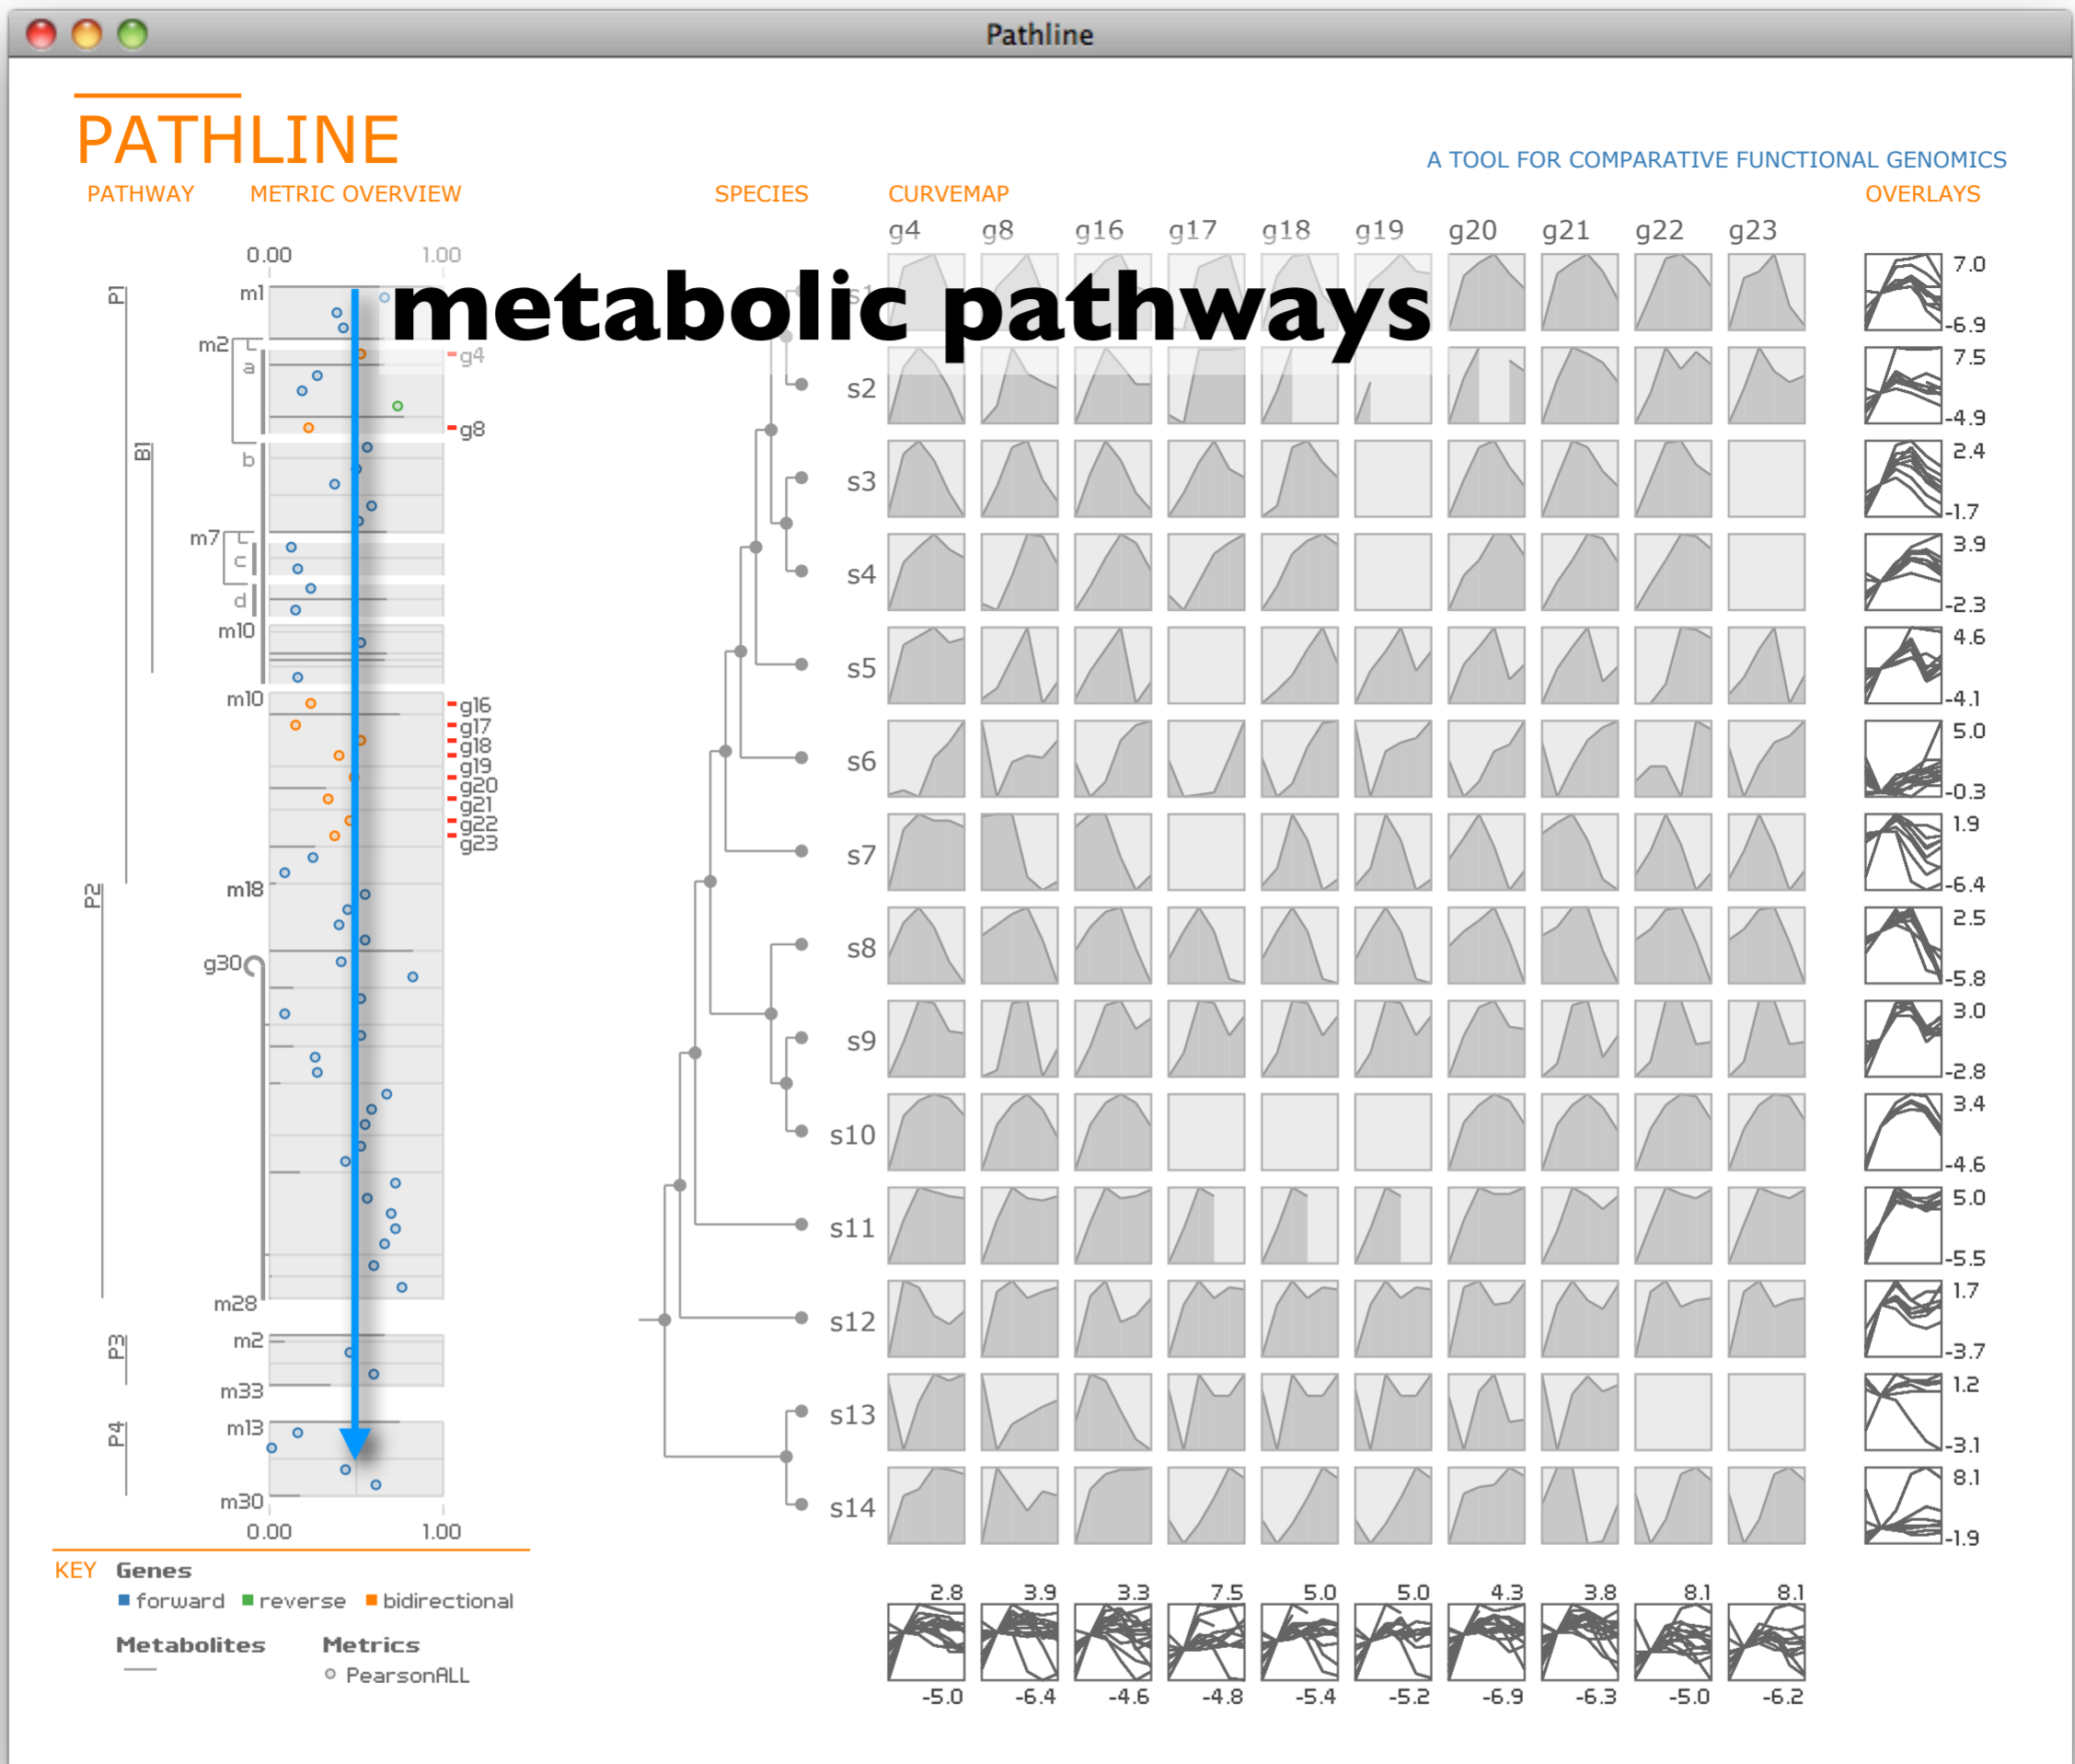 Pathline
PATHLINE
A TOOL FOR COMPARATIVE FUNCTIONAL GENOMICS
PATHWAY METRIC OVERVIEW SPECIES CURVEMAP OVERLAYS
g4 g8 g16 g17 g18 g19 g20 g21 g22 g23
0.00 1.00
metabolic pathways
P1
m1
s1
7.0
-6.9
m2
a
g4
g8
s2
7.5
-4.9
B1
b
s3
2.4
-1.7
m7
c
d
s4
3.9
-2.3
m10
s5
4.6
-4.1
m10
g16
g17
g18
g19
g20
g21
g22
g23
s6
5.0
-0.3
s7
1.9
-6.4
P2
m18
s8
2.5
-5.8
g30
s9
3.0
-2.8
s10
3.4
-4.6
s11
5.0
-5.5
m28
s12
1.7
-3.7
P3
m2
m33
s13
1.2
-3.1
P4
m13
m30
s14
8.1
-1.9
0.00 1.00
KEY Genes
forward reverse bidirectional
Metabolites Metrics
PearsonALL
2.8 3.9 3.3 7.5 5.0 5.0 4.3 3.8 8.1 8.1
-5.0 -6.4 -4.6 -4.8 -5.4 -5.2 -6.9 -6.3 -5.0 -6.2